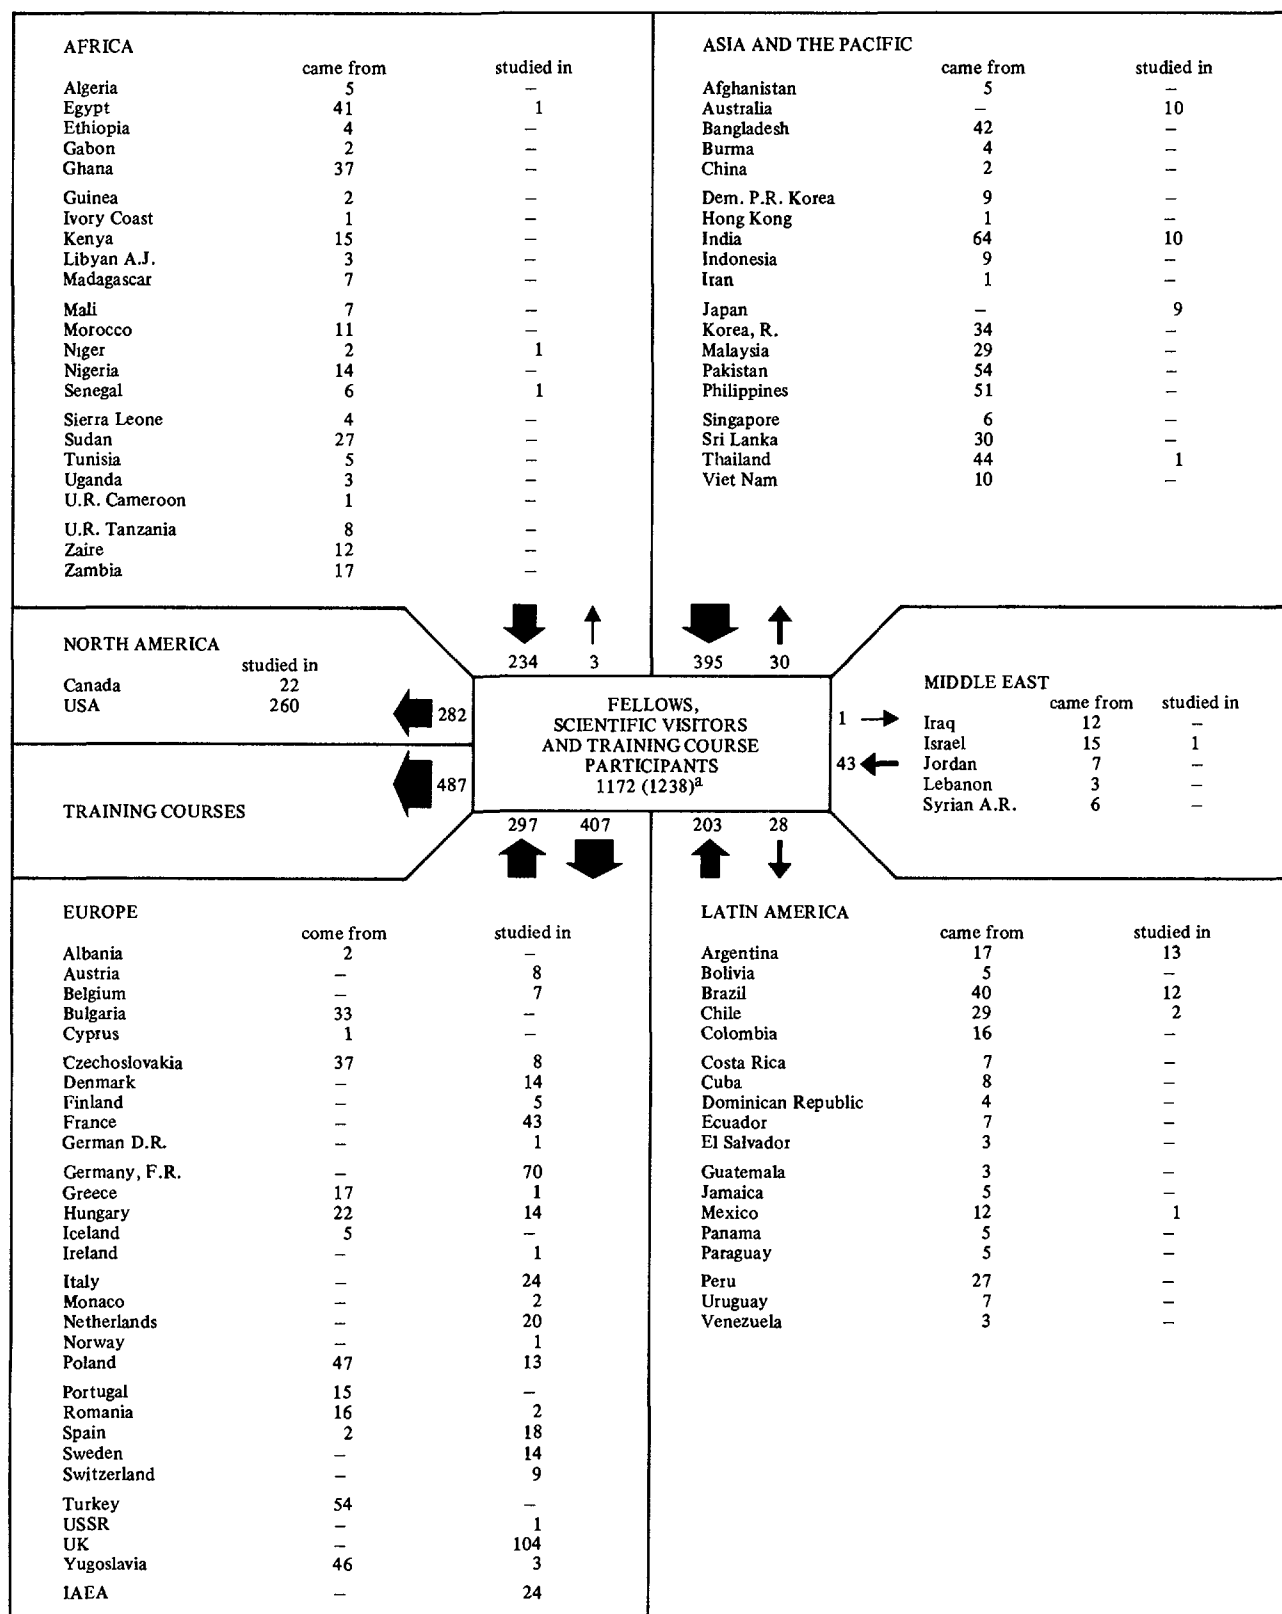 AFRICA
came from studied in
Algeria 5 –
Egypt 41 1
Ethiopia 4 –
Gabon 2 –
Ghana 37 –
Guinea 2 –
Ivory Coast 1 –
Kenya 15 –
Libyan A.J. 3 –
Madagascar 7 –
Mali 7 –
Morocco 11 –
Niger 2 1
Nigeria 14 –
Senegal 6 1
Sierra Leone 4 –
Sudan 27 –
Tunisia 5 –
Uganda 3 –
U.R. Cameroon 1 –
U.R. Tanzania 8 –
Zaire 12 –
Zambia 17 –
ASIA AND THE PACIFIC
came from studied in
Afghanistan 5 –
Australia – 10
Bangladesh 42 –
Burma 4 –
China 2 –
Dem. P.R. Korea 9 –
Hong Kong 1 –
India 64 10
Indonesia 9 –
Iran 1 –
Japan – 9
Korea, R. 34 –
Malaysia 29 –
Pakistan 54 –
Philippines 51 –
Singapore 6 –
Sri Lanka 30 –
Thailand 44 1
Viet Nam 10 –
NORTH AMERICA
studied in
Canada 22
USA 260
282
234 3 395 30
FELLOWS,
SCIENTIFIC VISITORS
AND TRAINING COURSE
PARTICIPANTS
1172 (1238)a
MIDDLE EAST
came from studied in
1 Iraq 12 –
Israel 15 1
43 Jordan 7 –
Lebanon 3 –
Syrian A.R. 6 –
TRAINING COURSES
487
297 407 203 28
EUROPE
come from studied in
Albania 2 –
Austria – 8
Belgium – 7
Bulgaria 33 –
Cyprus 1 –
Czechoslovakia 37 8
Denmark – 14
Finland – 5
France – 43
German D.R. – 1
Germany, F.R. – 70
Greece 17 1
Hungary 22 14
Iceland 5 –
Ireland – 1
Italy – 24
Monaco – 2
Netherlands – 20
Norway – 1
Poland 47 13
Portugal 15 –
Romania 16 2
Spain 2 18
Sweden – 14
Switzerland – 9
Turkey 54 –
USSR – 1
UK – 104
Yugoslavia 46 3
IAEA – 24
LATIN AMERICA
came from studied in
Argentina 17 13
Bolivia 5 –
Brazil 40 12
Chile 29 2
Colombia 16 –
Costa Rica 7 –
Cuba 8 –
Dominican Republic 4 –
Ecuador 7 –
El Salvador 3 –
Guatemala 3 –
Jamaica 5 –
Mexico 12 1
Panama 5 –
Paraguay 5 –
Peru 27 –
Uruguay 7 –
Venezuela 3 –